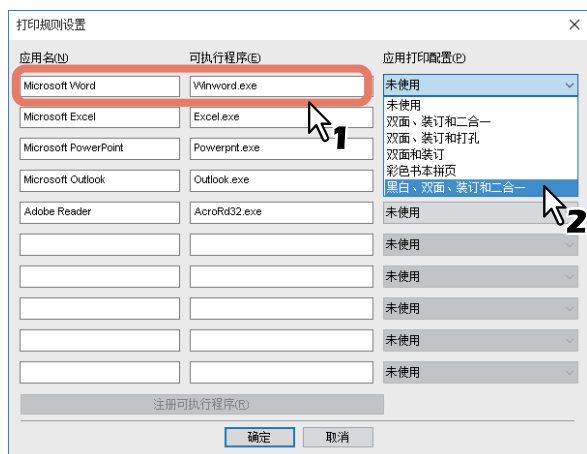 打印规则设置
应用名(N) 可执行程序(E) 应用打印配置(P)
Microsoft Word Winword.exe 未使用
未使用
Microsoft Excel Excel.exe 双面、装订和二合一
双面、装订和打孔
Microsoft PowerPoint Powerpnt.exe 双面和装订
彩色书本拼页
Microsoft Outlook Outlook.exe 黑白、双面、装订和二合一
1
2
Adobe Reader AcroRd32.exe 未使用
未使用
未使用
未使用
未使用
未使用
注册可执行程序(R)
确定 取消